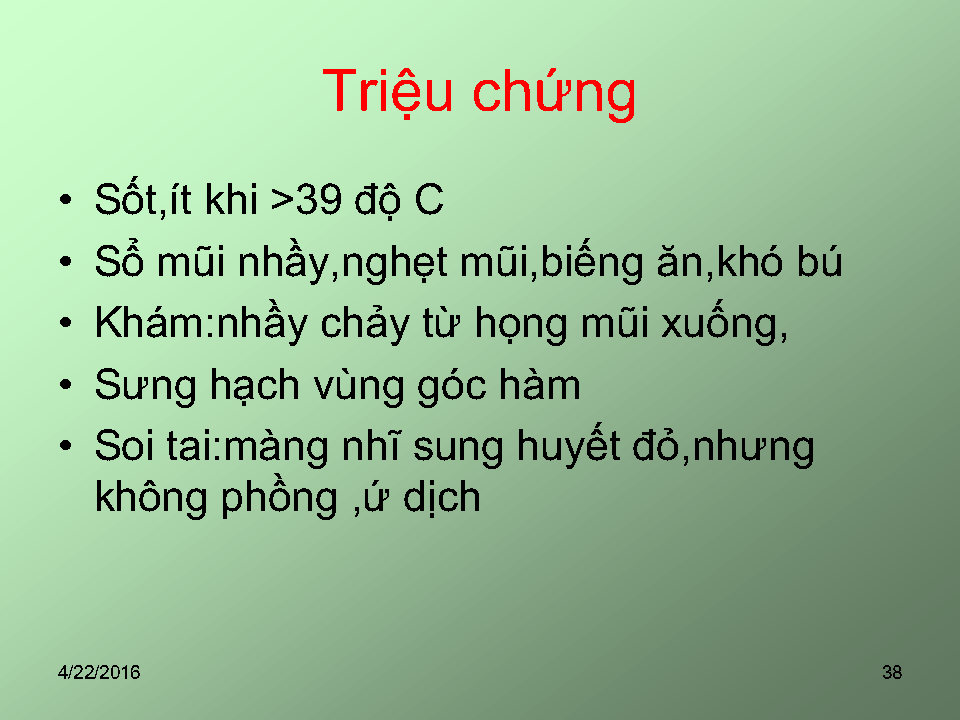 Triệu chứng
• Sốt,ít khi >39 độ C
• Sổ mũi nhầy,nghẹt mũi,biếng ăn,khó bú
• Khám:nhầy chảy từ họng mũi xuống,
• Sưng hạch vùng góc hàm
• Soi tai:màng nhĩ sung huyết đỏ,nhưng
không phồng ,ứ dịch
4/22/2016
38